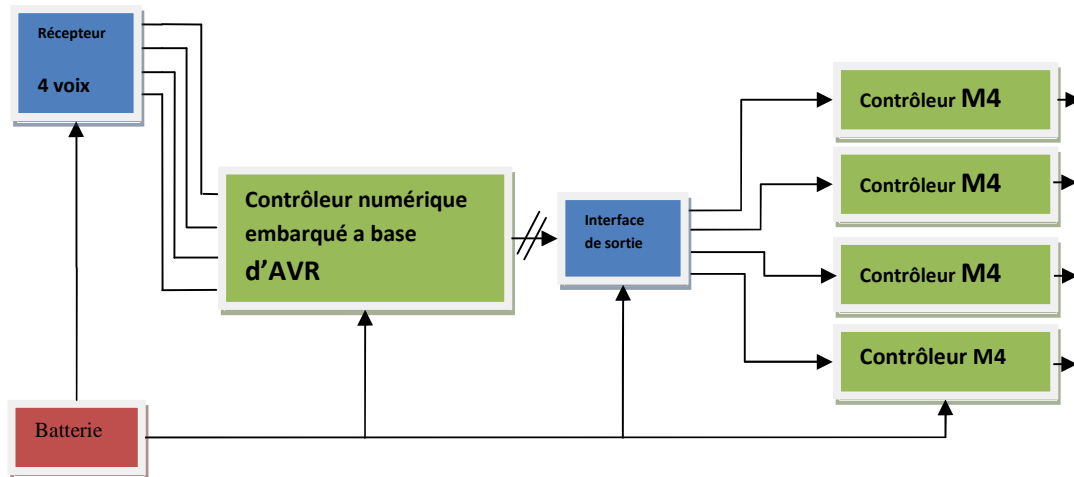 Récepteur
4 voix
Contrôleur numérique
embarqué a base
d'AVR
Interface
de sortie
Contrôleur M4
Contrôleur M4
Contrôleur M4
Contrôleur M4
Batterie